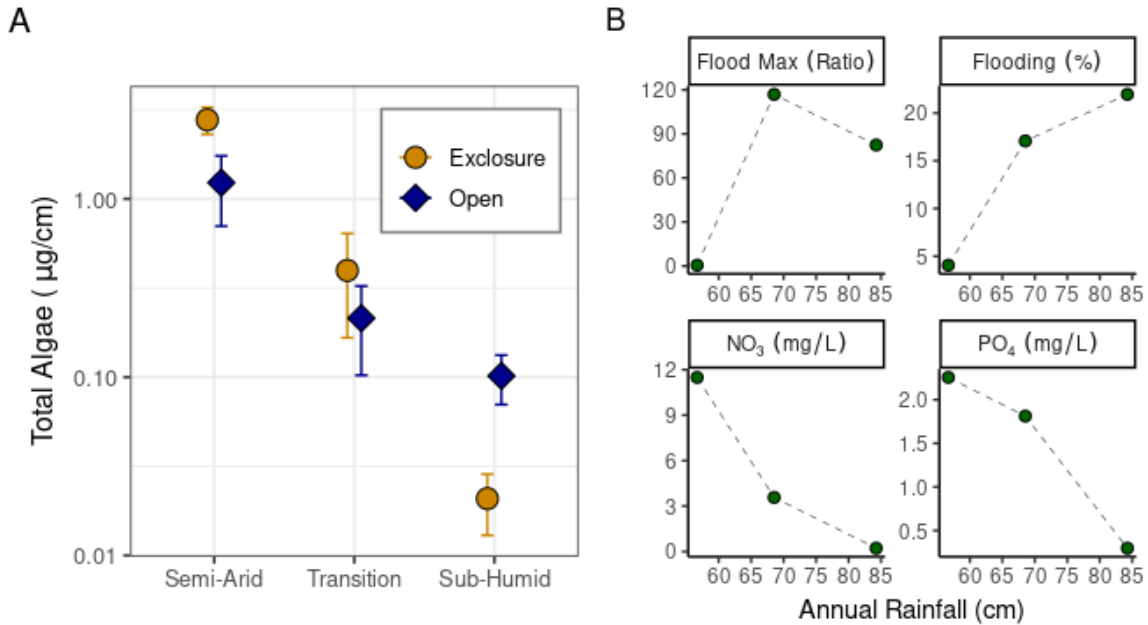 A
Total Algae ( μg/cm)
1.00
0.10
0.01
Exclosure
Open
Semi-Arid Transition Sub-Humid
B
Flood Max (Ratio)
120
90
60
30
0
60 65 70 75 80 85
Flooding (%)
20
15
10
5
60 65 70 75 80 85
NO₃ (mg/L)
12
9
6
3
0
60 65 70 75 80 85
PO₄ (mg/L)
2.0
1.5
1.0
0.5
60 65 70 75 80 85
Annual Rainfall (cm)